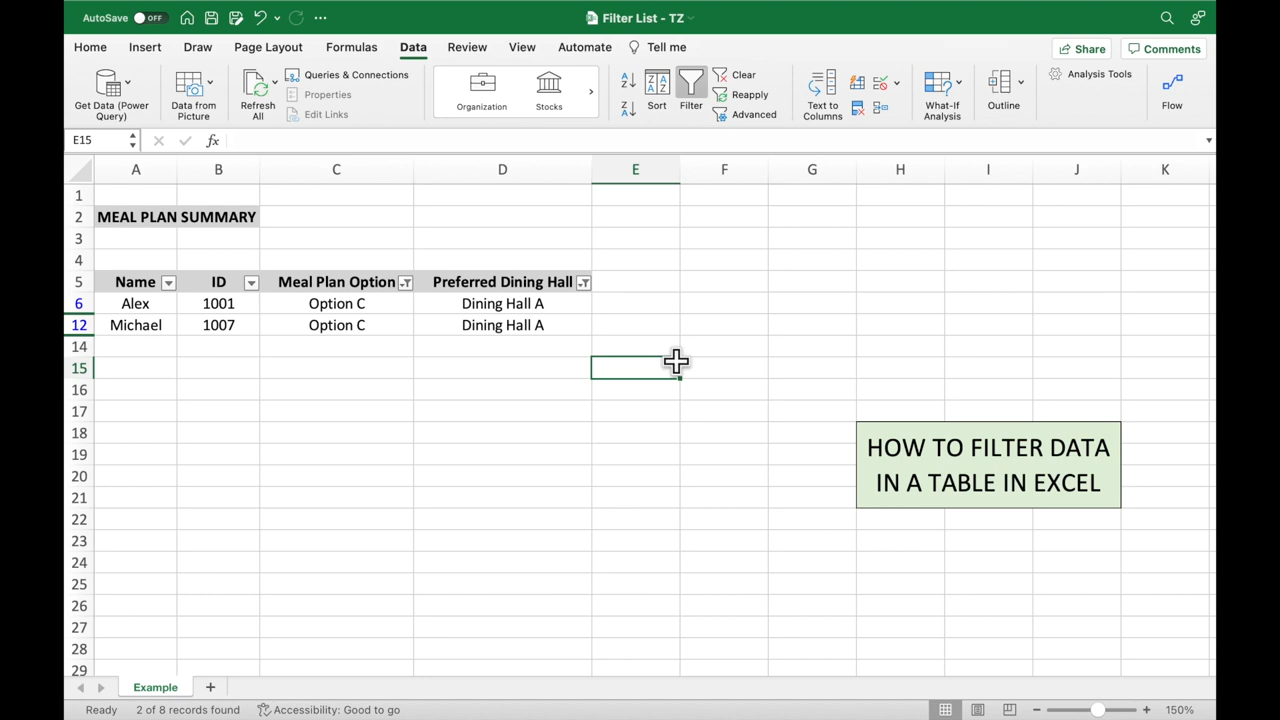 AutoSave OFF
Filter List - TZ
Home Insert Draw Page Layout Formulas Data Review View Automate Tell me Share Comments
Get Data (Power Query)
Data from Picture
Refresh All
Queries & Connections
Properties
Edit Links
Organization
Stocks
Sort
Filter
Clear
Reapply
Advanced
Text to Columns
What-If Analysis
Outline
Analysis Tools
Flow
E15 fx
A B C D E F G H I J K
1
2 MEAL PLAN SUMMARY
3
4
5 Name ID Meal Plan Option Preferred Dining Hall
6 Alex 1001 Option C Dining Hall A
12 Michael 1007 Option C Dining Hall A
14
15
16
17
18
19
20
21
22
23
24
25
26
27
28
29
HOW TO FILTER DATA
IN A TABLE IN EXCEL
Example
Ready 2 of 8 records found Accessibility: Good to go 150%